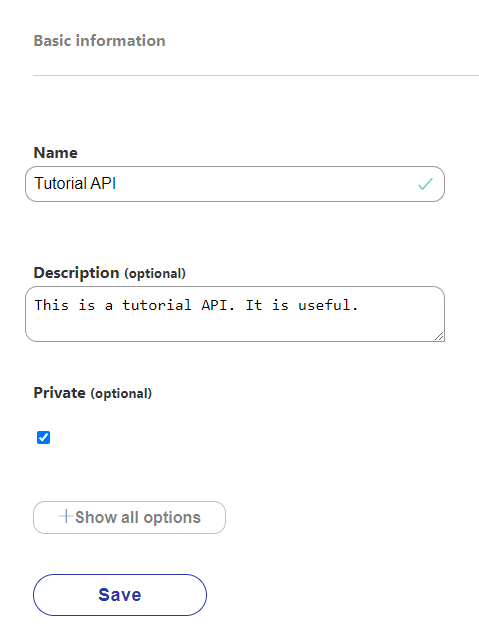 Basic information
Name
Tutorial API
Description (optional)
This is a tutorial API. It is useful.
Private (optional)
Show all options
Save